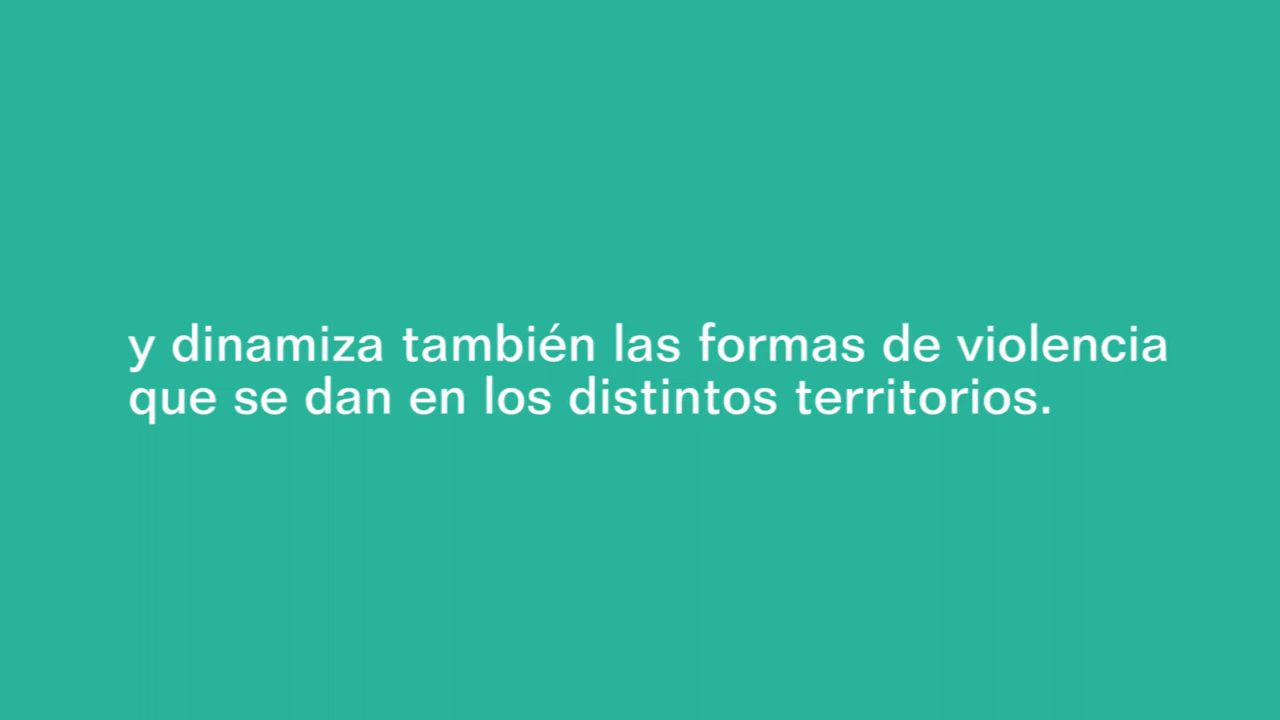 y dinamiza también las formas de violencia
que se dan en los distintos territorios.